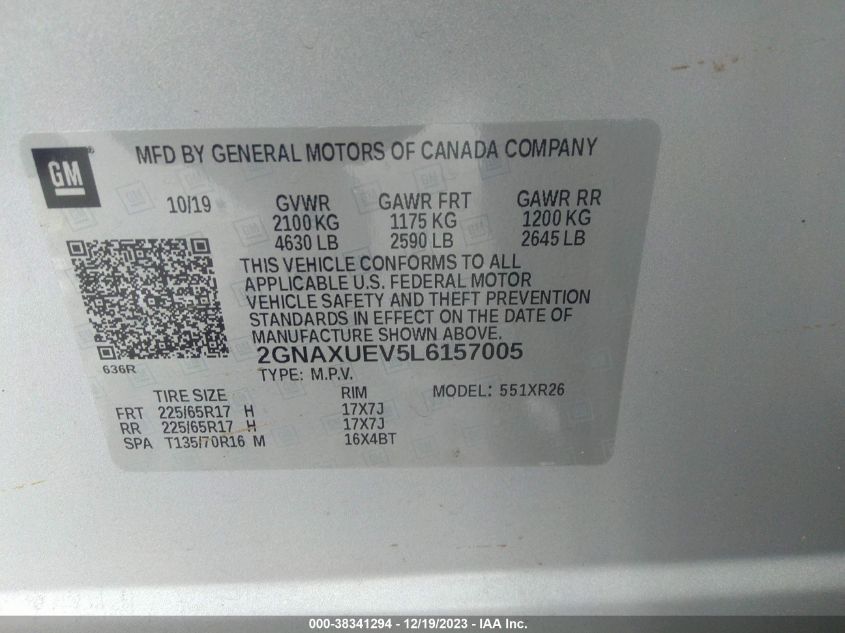 GM®
MFD BY GENERAL MOTORS OF CANADA COMPANY
10/19 GVWR GAWR FRT GAWR RR
2100 KG 1175 KG 1200 KG
4630 LB 2590 LB 2645 LB
THIS VEHICLE CONFORMS TO ALL
APPLICABLE U.S. FEDERAL MOTOR
VEHICLE SAFETY AND THEFT PREVENTION
STANDARDS IN EFFECT ON THE DATE OF
MANUFACTURE SHOWN ABOVE.
2GNAXUEV5L6157005
636R
TYPE: M.P.V.
TIRE SIZE RIM MODEL: 551XR26
FRT 225/65R17 H 17X7J
RR 225/65R17 H 17X7J
SPA T135/70R16 M 16X4BT
000-38341294 - 12/19/2023 - IAA Inc.